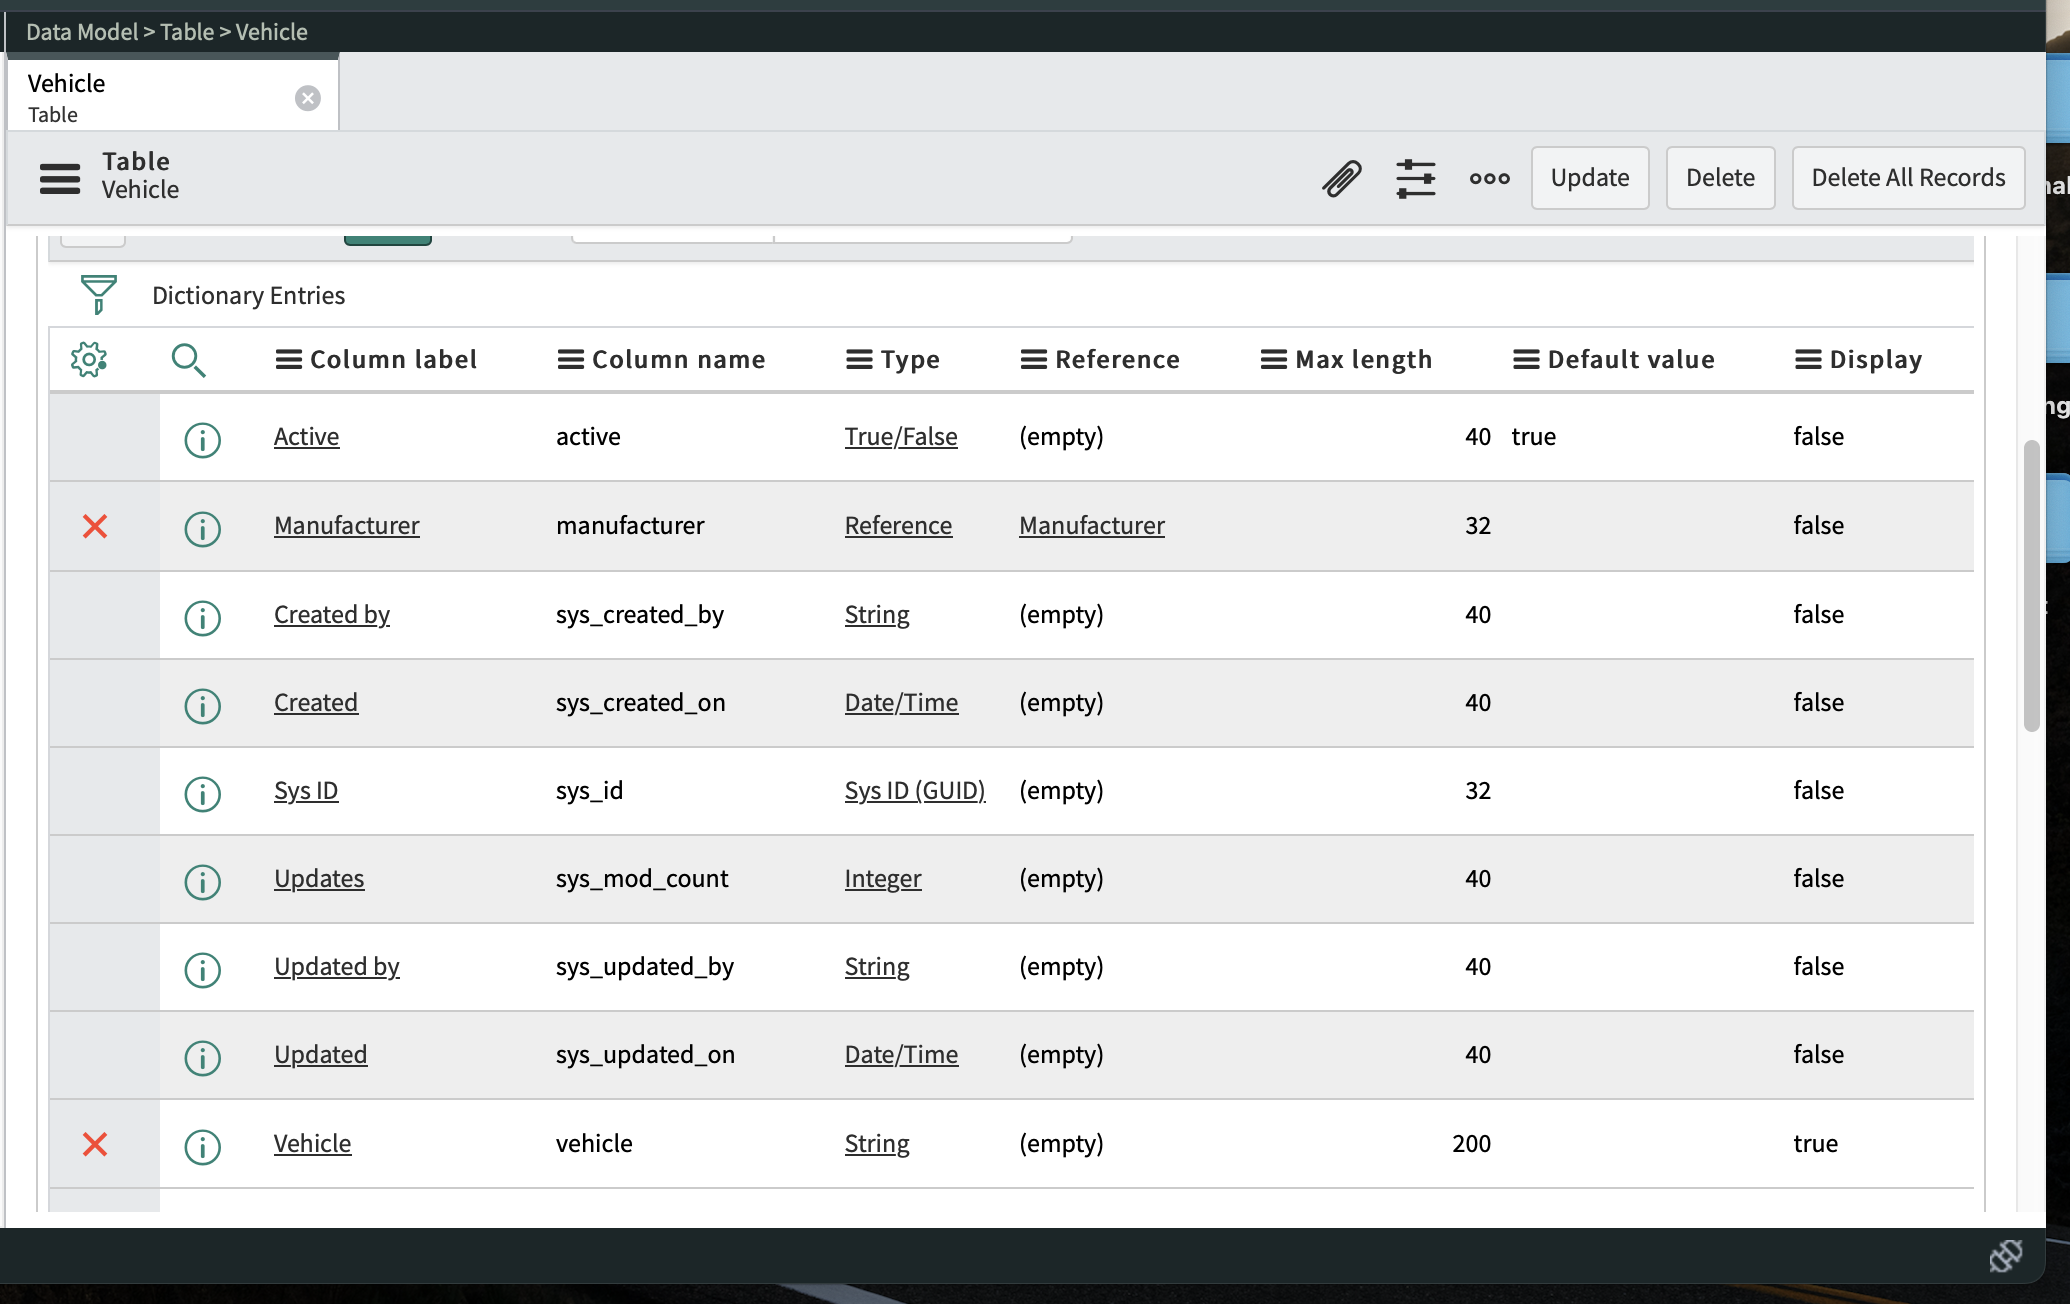 Data Model > Table > Vehicle
Vehicle
Table
Table
Vehicle
Update
Delete
Delete All Records
Dictionary Entries
Column label Column name Type Reference Max length Default value Display
Active active True/False (empty) 40 true false
Manufacturer manufacturer Reference Manufacturer 32 false
Created by sys_created_by String (empty) 40 false
Created sys_created_on Date/Time (empty) 40 false
Sys ID sys_id Sys ID (GUID) (empty) 32 false
Updates sys_mod_count Integer (empty) 40 false
Updated by sys_updated_by String (empty) 40 false
Updated sys_updated_on Date/Time (empty) 40 false
Vehicle vehicle String (empty) 200 true